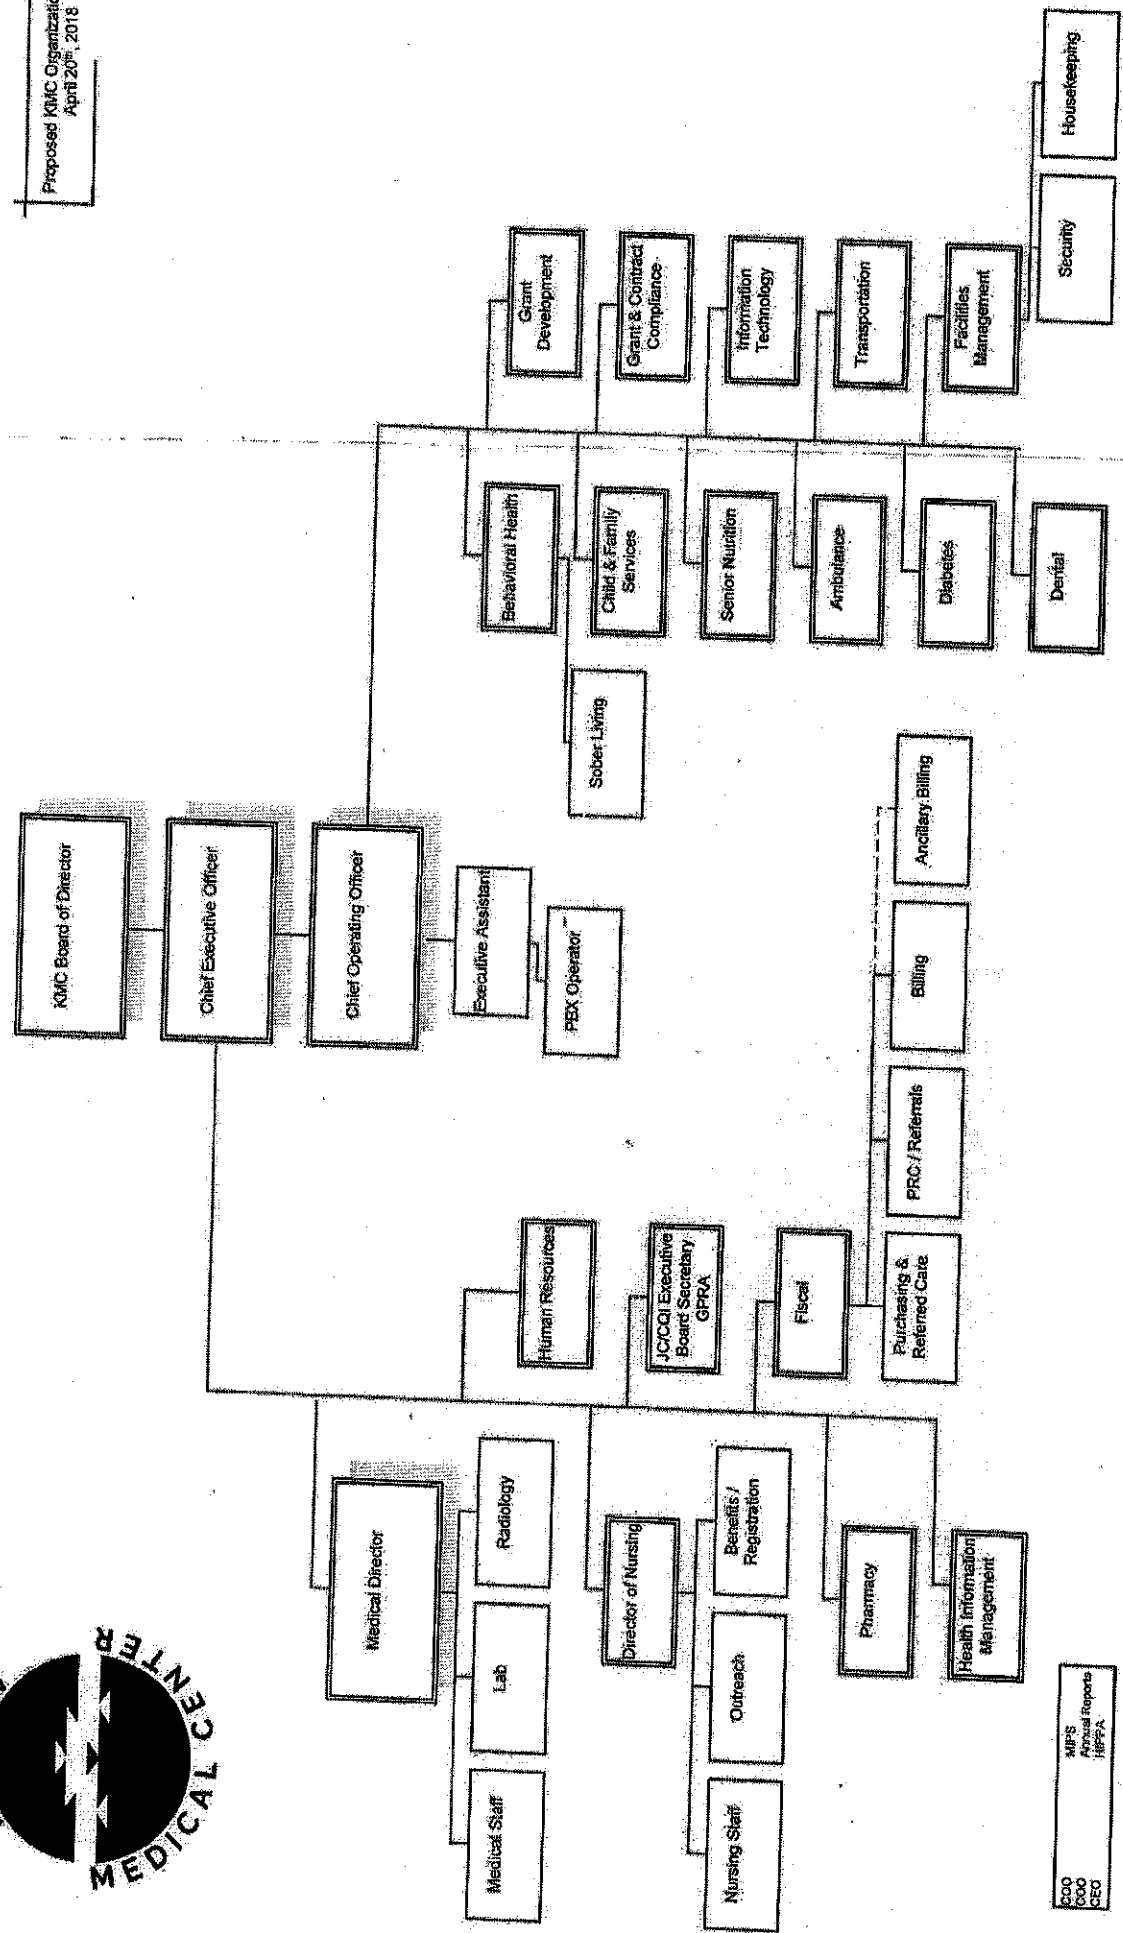 MEDICAL CENTER
Proposed KMC
April 20th, 2018
KMC Board of Director
Chief Executive Officer
Chief Operating Officer
Executive Assistant
PBX Operator
Medical Director
Medical Staff
Lab
Radiology
Director of Nursing
Nursing Staff
Outreach
Benefits /
Registration
Pharmacy
Health Information
Management
Human Resources
JC/CQI Executive
Board Secretary
GPRA
Fiscal
Purchasing &
Referred Care
PRC / Referrals
Billing
Ancillary Billing
Behavioral Health
Sober Living
Child & Family
Services
Senior Nutrition
Ambulance
Diabetes
Dental
Grant
Development
Grant & Contract
Compliance
Information
Technology
Transportation
Facilities
Management
Security
Housekeeping
COO MIPS
COO Annual Reports
CEO HIPPA